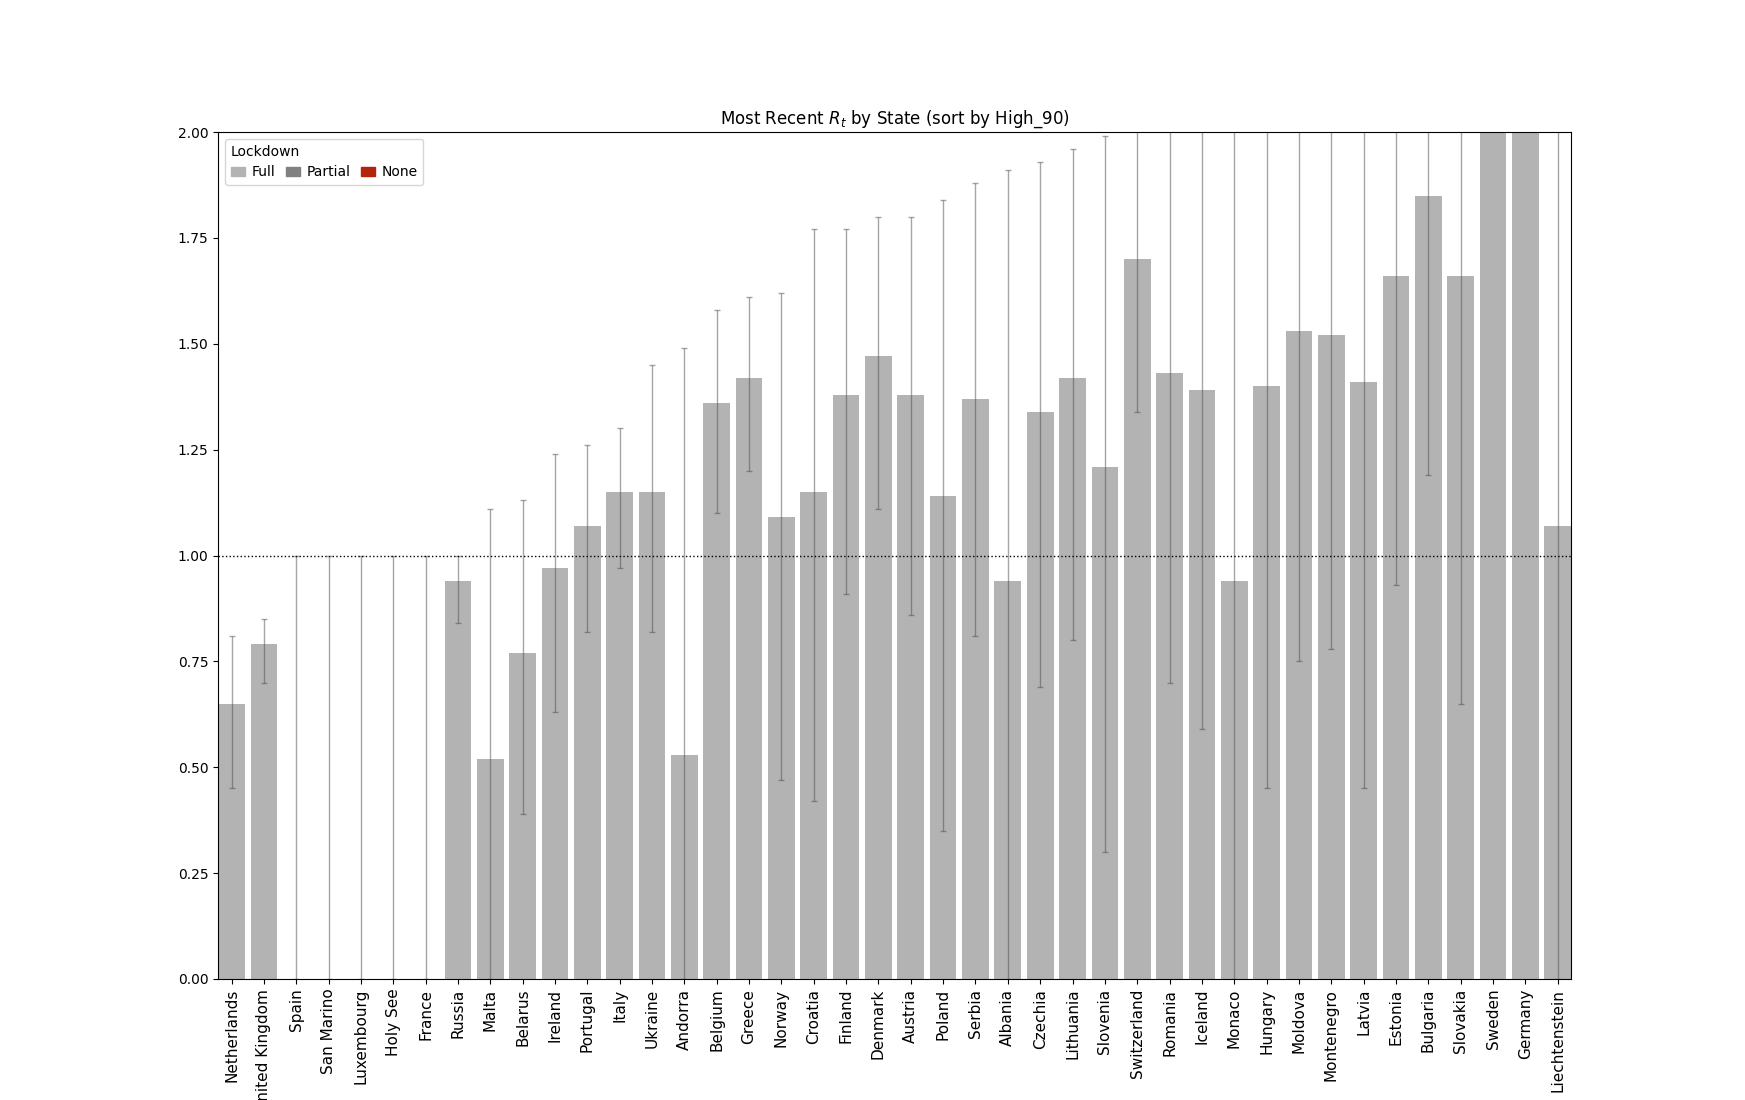 Most Recent R_t by State (sort by High_90)
Lockdown
Full Partial None
2.00
1.75
1.50
1.25
1.00
0.75
0.50
0.25
0.00
Netherlands
nited Kingdom
Spain
San Marino
Luxembourg
Holy See
France
Russia
Malta
Belarus
Ireland
Portugal
Italy
Ukraine
Andorra
Belgium
Greece
Norway
Croatia
Finland
Denmark
Austria
Poland
Serbia
Albania
Czechia
Lithuania
Slovenia
Switzerland
Romania
Iceland
Monaco
Hungary
Moldova
Montenegro
Latvia
Estonia
Bulgaria
Slovakia
Sweden
Germany
Liechtenstein